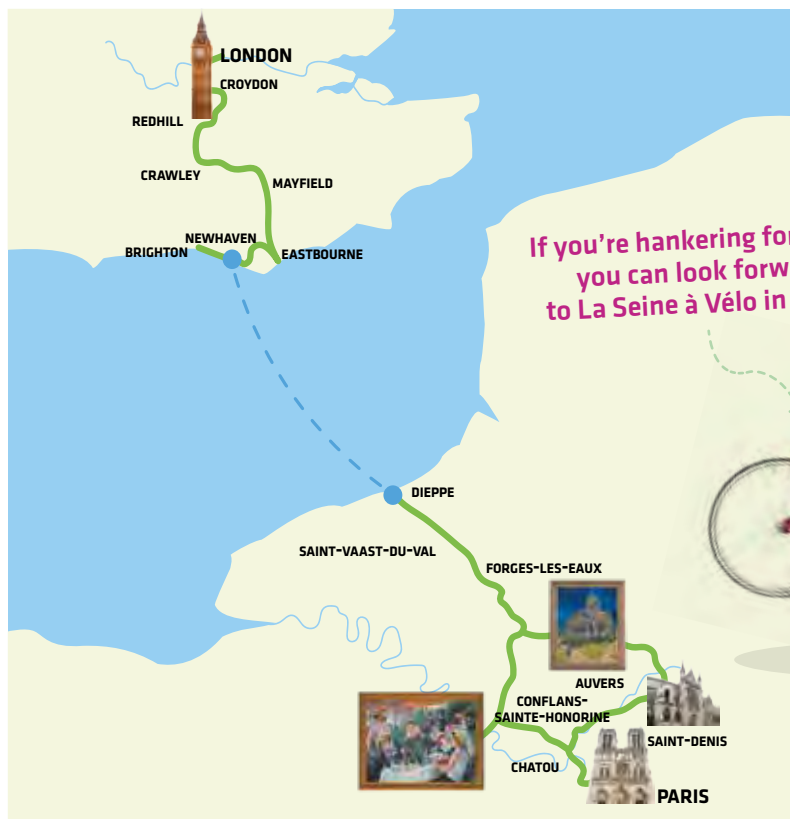 LONDON
CROYDON
REDHILL
CRAWLEY
MAYFIELD
NEWHAVEN
BRIGHTON
EASTBOURNE
If you're hankering for
you can look forw
to La Seine à Vélo in
DIEPPE
SAINT-VAAST-DU-VAL
FORGES-LES-EAUX
AUVERS
CONFLANS-
SAINTE-HONORINE
SAINT-DENIS
CHATOU
PARIS